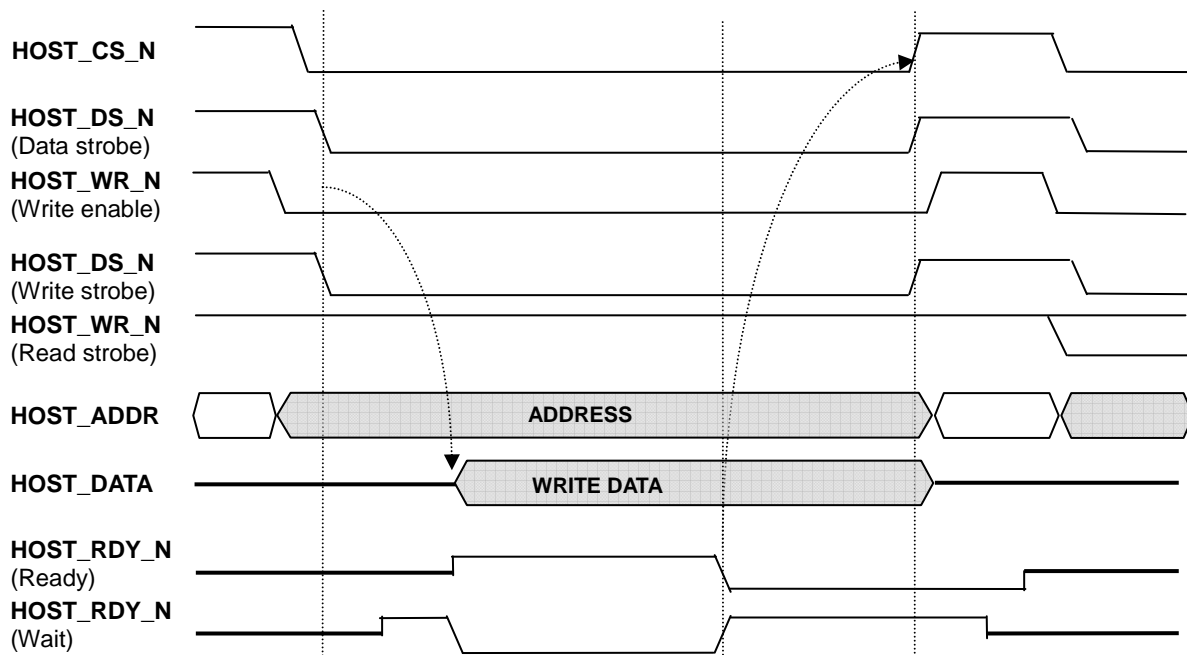 HOST_CS_N
HOST_DS_N
(Data strobe)
HOST_WR_N
(Write enable)
HOST_DS_N
(Write strobe)
HOST_WR_N
(Read strobe)
HOST_ADDR
ADDRESS
HOST_DATA
WRITE DATA
HOST_RDY_N
(Ready)
HOST_RDY_N
(Wait)